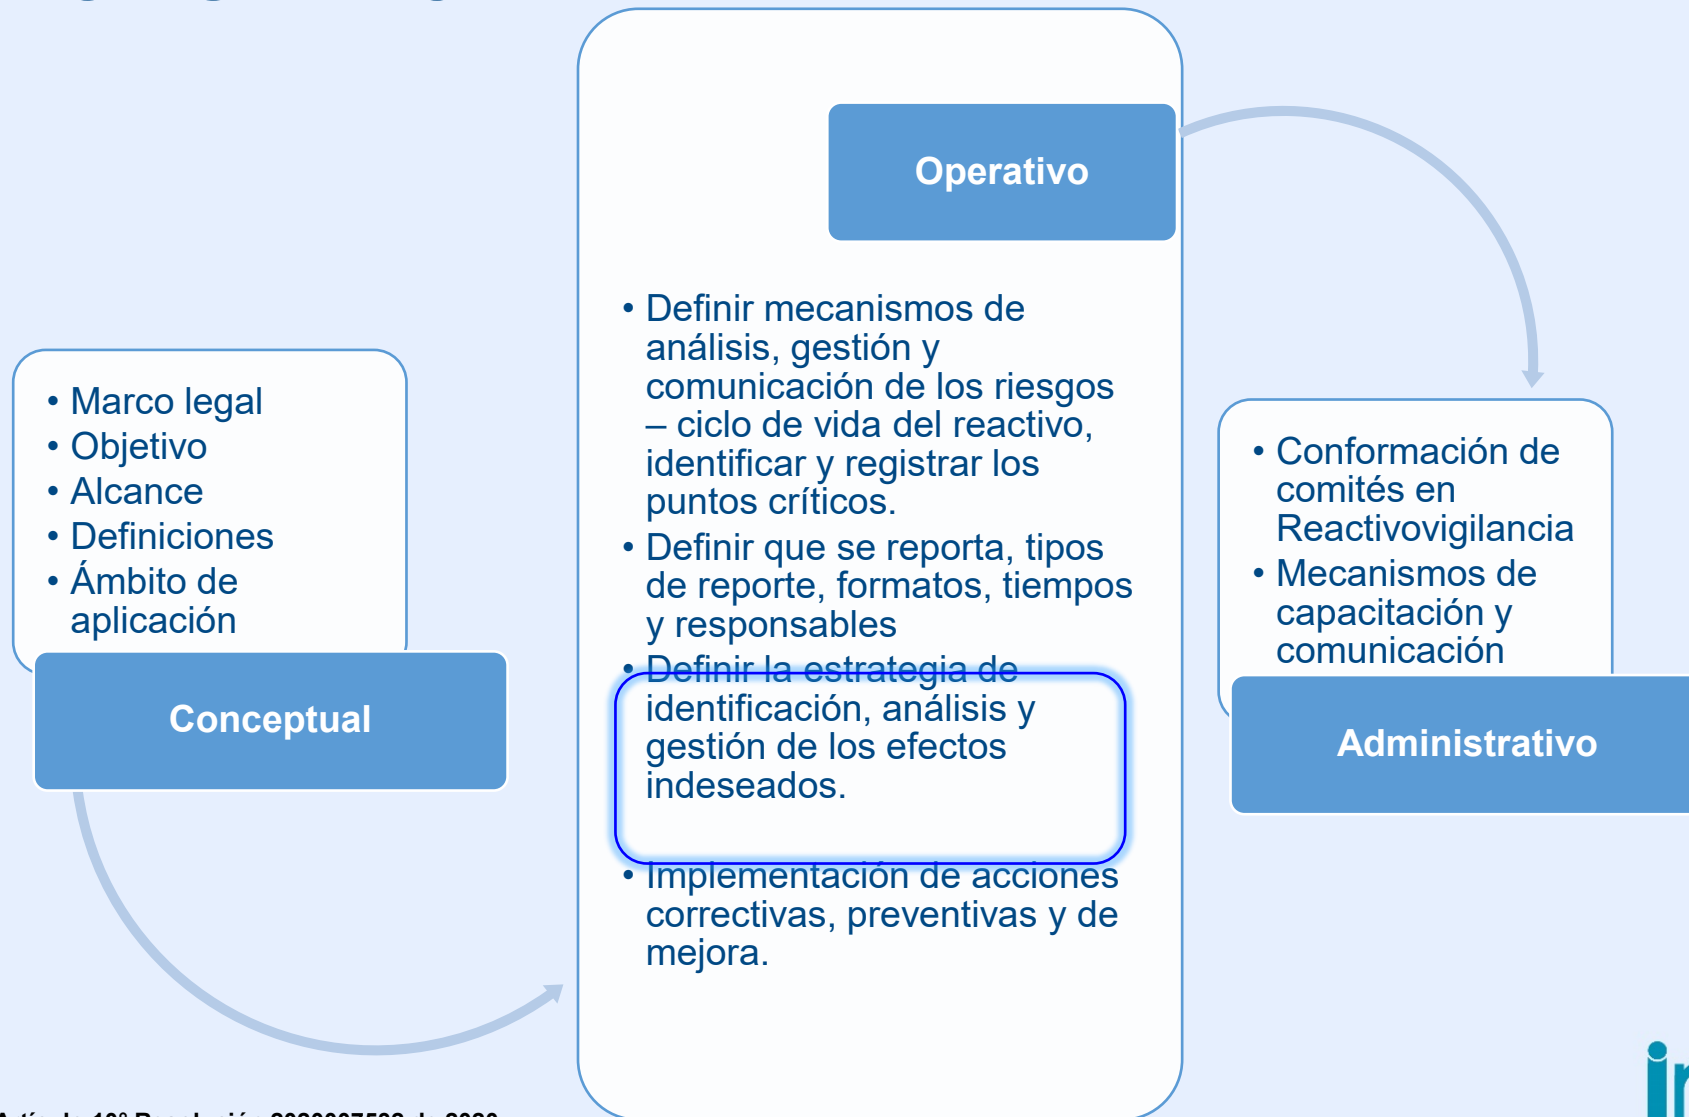 • Marco legal
• Objetivo
• Alcance
• Definiciones
• Ámbito de
aplicación
Conceptual
Operativo
• Definir mecanismos de
análisis, gestión y
comunicación de los riesgos
– ciclo de vida del reactivo,
identificar y registrar los
puntos críticos.
• Definir que se reporta, tipos
de reporte, formatos, tiempos
y responsables
• Definir la estrategia de
identificación, análisis y
gestión de los efectos
indeseados.
• Implementación de acciones
correctivas, preventivas y de
mejora.
• Conformación de
comités en
Reactivovigilancia
• Mecanismos de
capacitación y
comunicación
Administrativo